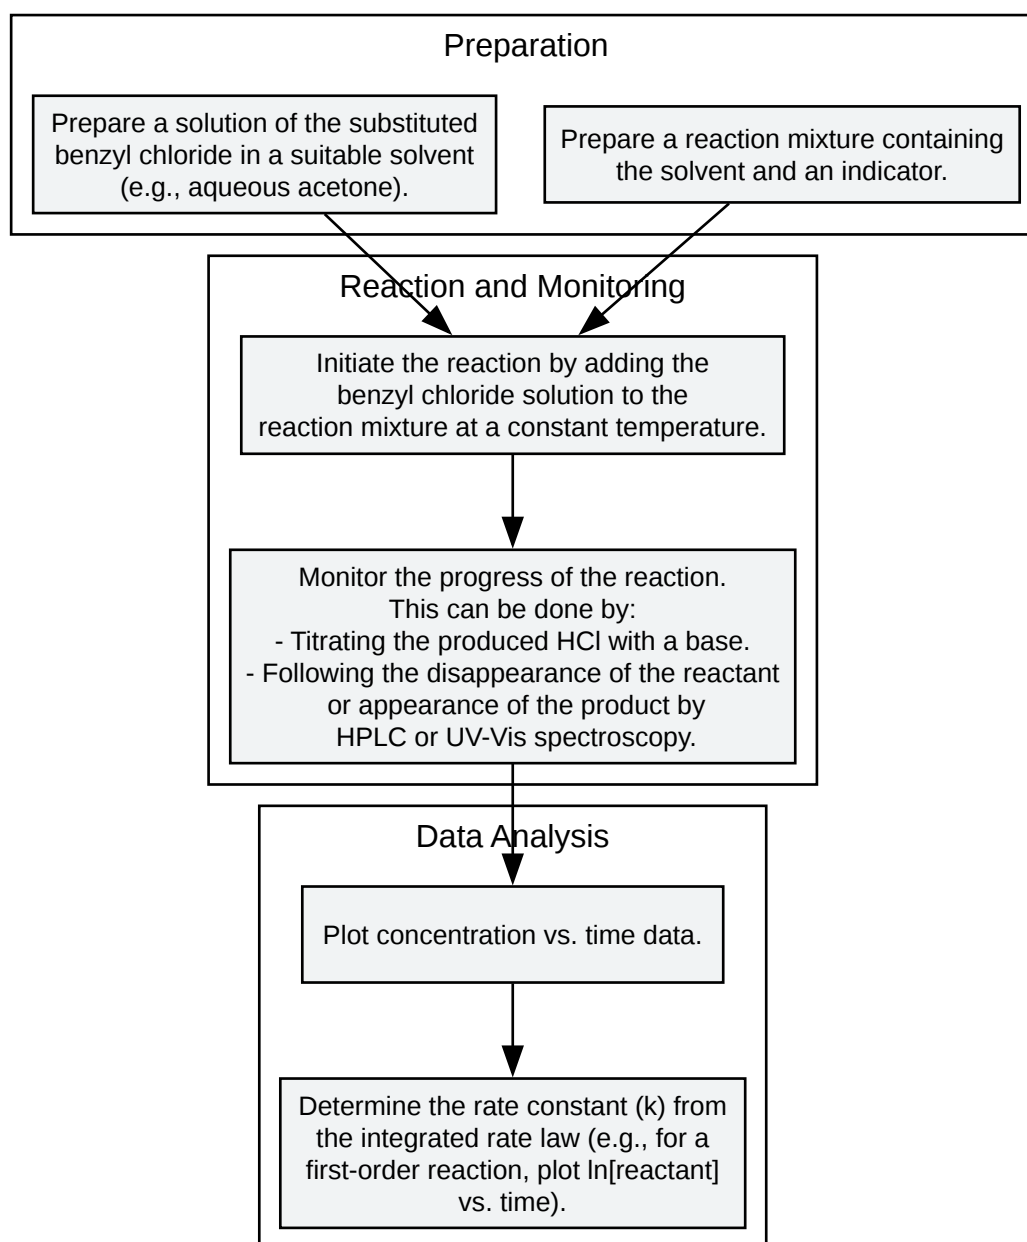 Preparation
Prepare a solution of the substituted
benzyl chloride in a suitable solvent
(e.g., aqueous acetone).
Prepare a reaction mixture containing
the solvent and an indicator.
Reaction and Monitoring
Initiate the reaction by adding the
benzyl chloride solution to the
reaction mixture at a constant temperature.
Monitor the progress of the reaction.
This can be done by:
- Titrating the produced HCl with a base.
- Following the disappearance of the reactant
or appearance of the product by
HPLC or UV-Vis spectroscopy.
Data Analysis
Plot concentration vs. time data.
Determine the rate constant (k) from
the integrated rate law (e.g., for a
first-order reaction, plot ln[reactant]
vs. time).